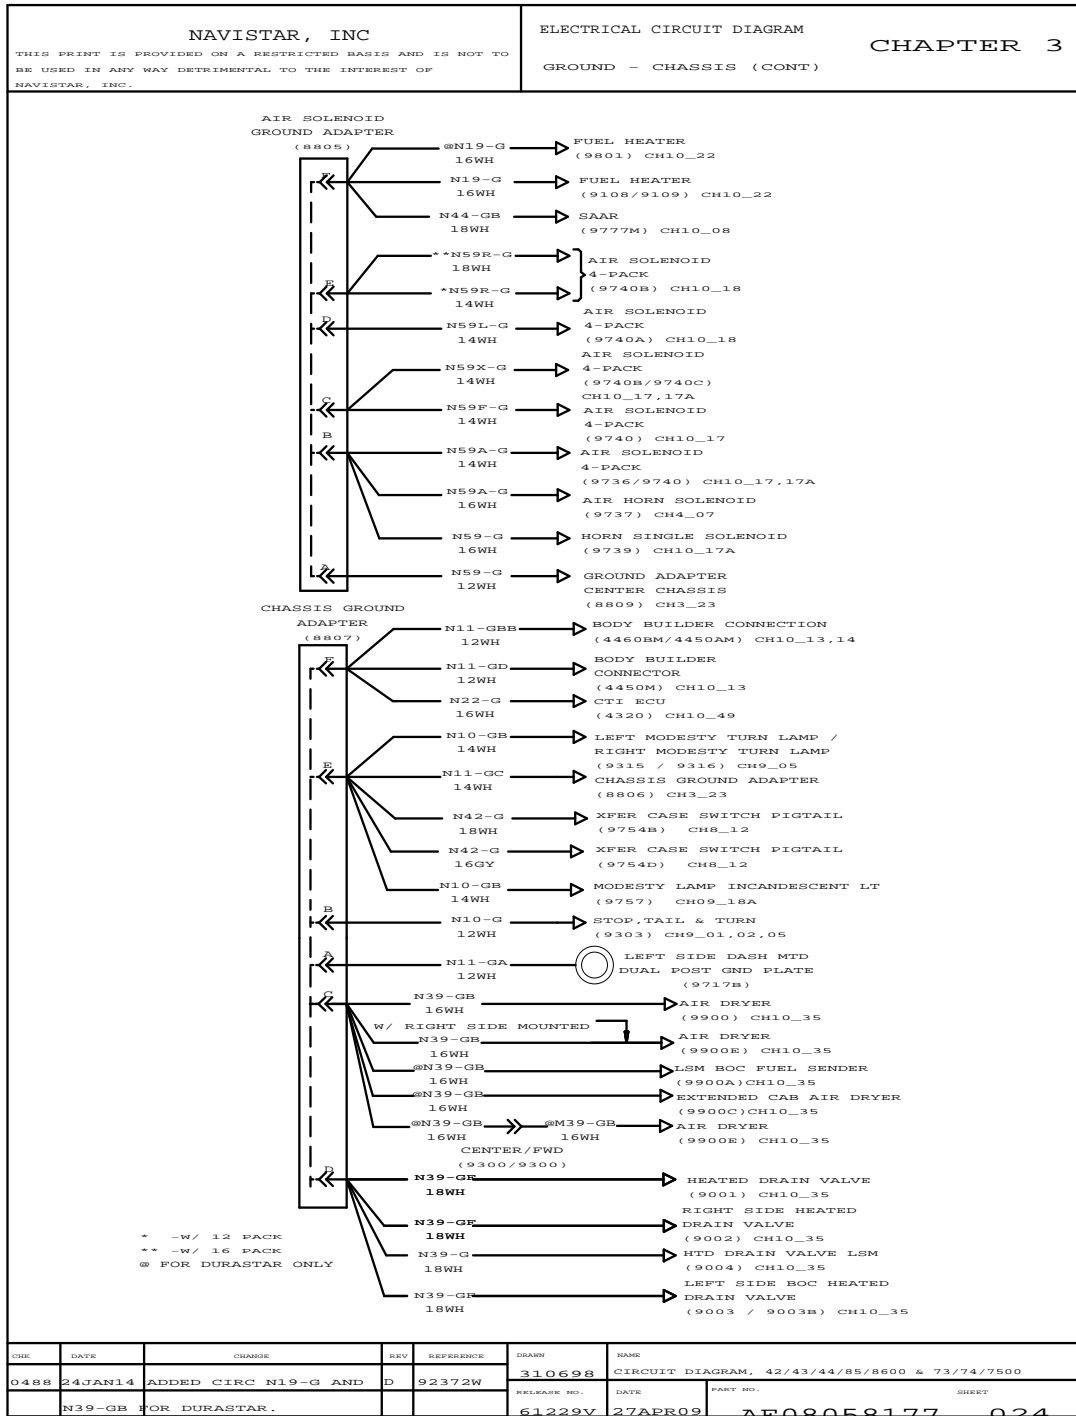 NAVISTAR, INC
THIS PRINT IS PROVIDED ON A RESTRICTED BASIS AND IS NOT TO
BE USED IN ANY WAY DETRIMENTAL TO THE INTEREST OF
NAVISTAR, INC.
ELECTRICAL CIRCUIT DIAGRAM
GROUND - CHASSIS (CONT)
CHAPTER 3
AIR SOLENOID
GROUND ADAPTER
(8805)
F
@N19-G
16WH
FUEL HEATER
(9801) CH10_22
N19-G
16WH
FUEL HEATER
(9108/9109) CH10_22
N44-GB
18WH
SAAR
(9777M) CH10_08
E
**N59R-G
18WH
*N59R-G
14WH
AIR SOLENOID
4-PACK
(9740B) CH10_18
D
N59L-G
14WH
AIR SOLENOID
4-PACK
(9740A) CH10_18
C
N59X-G
14WH
AIR SOLENOID
4-PACK
(9740B/9740C)
CH10_17,17A
N59F-G
14WH
AIR SOLENOID
4-PACK
(9740) CH10_17
B
N59A-G
14WH
AIR SOLENOID
4-PACK
(9736/9740) CH10_17,17A
N59A-G
16WH
AIR HORN SOLENOID
(9737) CH4_07
N59-G
16WH
HORN SINGLE SOLENOID
(9739) CH10_17A
A
N59-G
12WH
GROUND ADAPTER
CENTER CHASSIS
(8809) CH3_23
CHASSIS GROUND
ADAPTER
(8807)
F
N11-GBB
12WH
BODY BUILDER CONNECTION
(4460BM/4450AM) CH10_13,14
N11-GD
12WH
BODY BUILDER
CONNECTOR
(4450M) CH10_13
N22-G
16WH
CTI ECU
(4320) CH10_49
E
N10-GB
14WH
LEFT MODESTY TURN LAMP /
RIGHT MODESTY TURN LAMP
(9315 / 9316) CH9_05
N11-GC
14WH
CHASSIS GROUND ADAPTER
(8806) CH3_23
N42-G
18WH
XFER CASE SWITCH PIGTAIL
(9754B) CH8_12
N42-G
16GY
XFER CASE SWITCH PIGTAIL
(9754D) CH8_12
N10-GB
14WH
MODESTY LAMP INCANDESCENT LT
(9757) CH09_18A
B
N10-G
12WH
STOP,TAIL & TURN
(9303) CH9_01,02,05
A
N11-GA
12WH
LEFT SIDE DASH MTD
DUAL POST GND PLATE
(9717B)
C
N39-GB
16WH
AIR DRYER
(9900) CH10_35
W/ RIGHT SIDE MOUNTED
N39-GB
16WH
AIR DRYER
(9900E) CH10_35
@N39-GB
16WH
LSM BOC FUEL SENDER
(9900A)CH10_35
@N39-GB
16WH
EXTENDED CAB AIR DRYER
(9900C)CH10_35
@N39-GB
16WH
@M39-GB
16WH
AIR DRYER
(9900E) CH10_35
CENTER/FWD
(9300/9300)
D
N39-GE
18WH
HEATED DRAIN VALVE
(9001) CH10_35
N39-GF
18WH
RIGHT SIDE HEATED
DRAIN VALVE
(9002) CH10_35
N39-G
18WH
HTD DRAIN VALVE LSM
(9004) CH10_35
N39-GF
18WH
LEFT SIDE BOC HEATED
DRAIN VALVE
(9003 / 9003B) CH10_35
* -W/ 12 PACK
** -W/ 16 PACK
@ FOR DURASTAR ONLY
CHK DATE CHANGE REV REFERENCE
0488 24JAN14 ADDED CIRC N19-G AND D 92372W
N39-GB FOR DURASTAR.
DRAWN
310698
NAME
CIRCUIT DIAGRAM, 42/43/44/85/8600 & 73/74/7500
RELEASE NO.
61229V
DATE
27APR09
PART NO.
AF08058177
SHEET
024